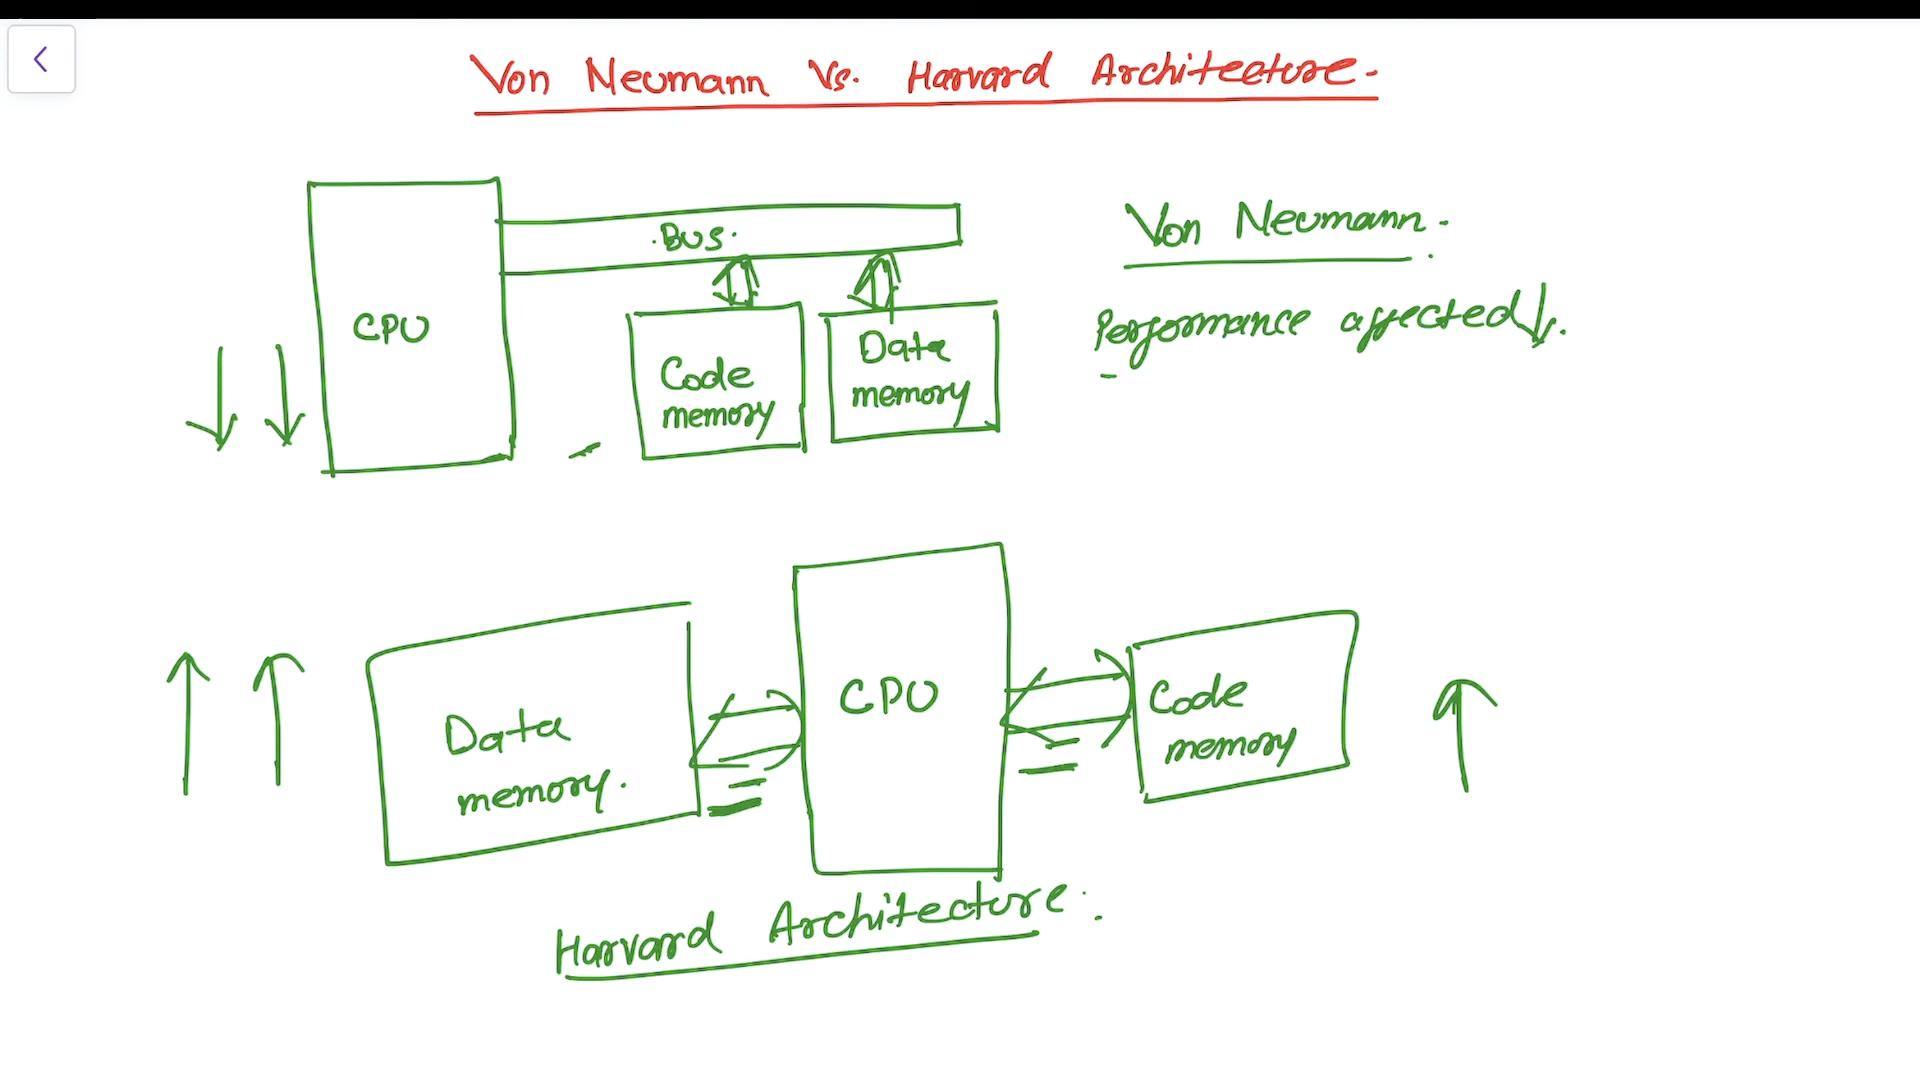 Von Neumann Vs. Harvard Architecture.
Bus
Von Neumann.
CPU
Performance affected
Code
memory
Data
memory
CPU
Data
memory.
Code
memory
Harvard Architecture.